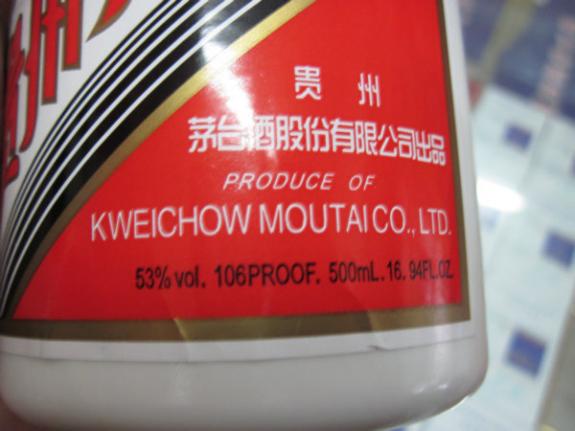 贵 州
茅台酒股份有限公司出品
PRODUCE OF
KWEICHOW MOUTAI CO., LTD.
53%vol. 106PROOF. 500mL.16.94FL.OZ